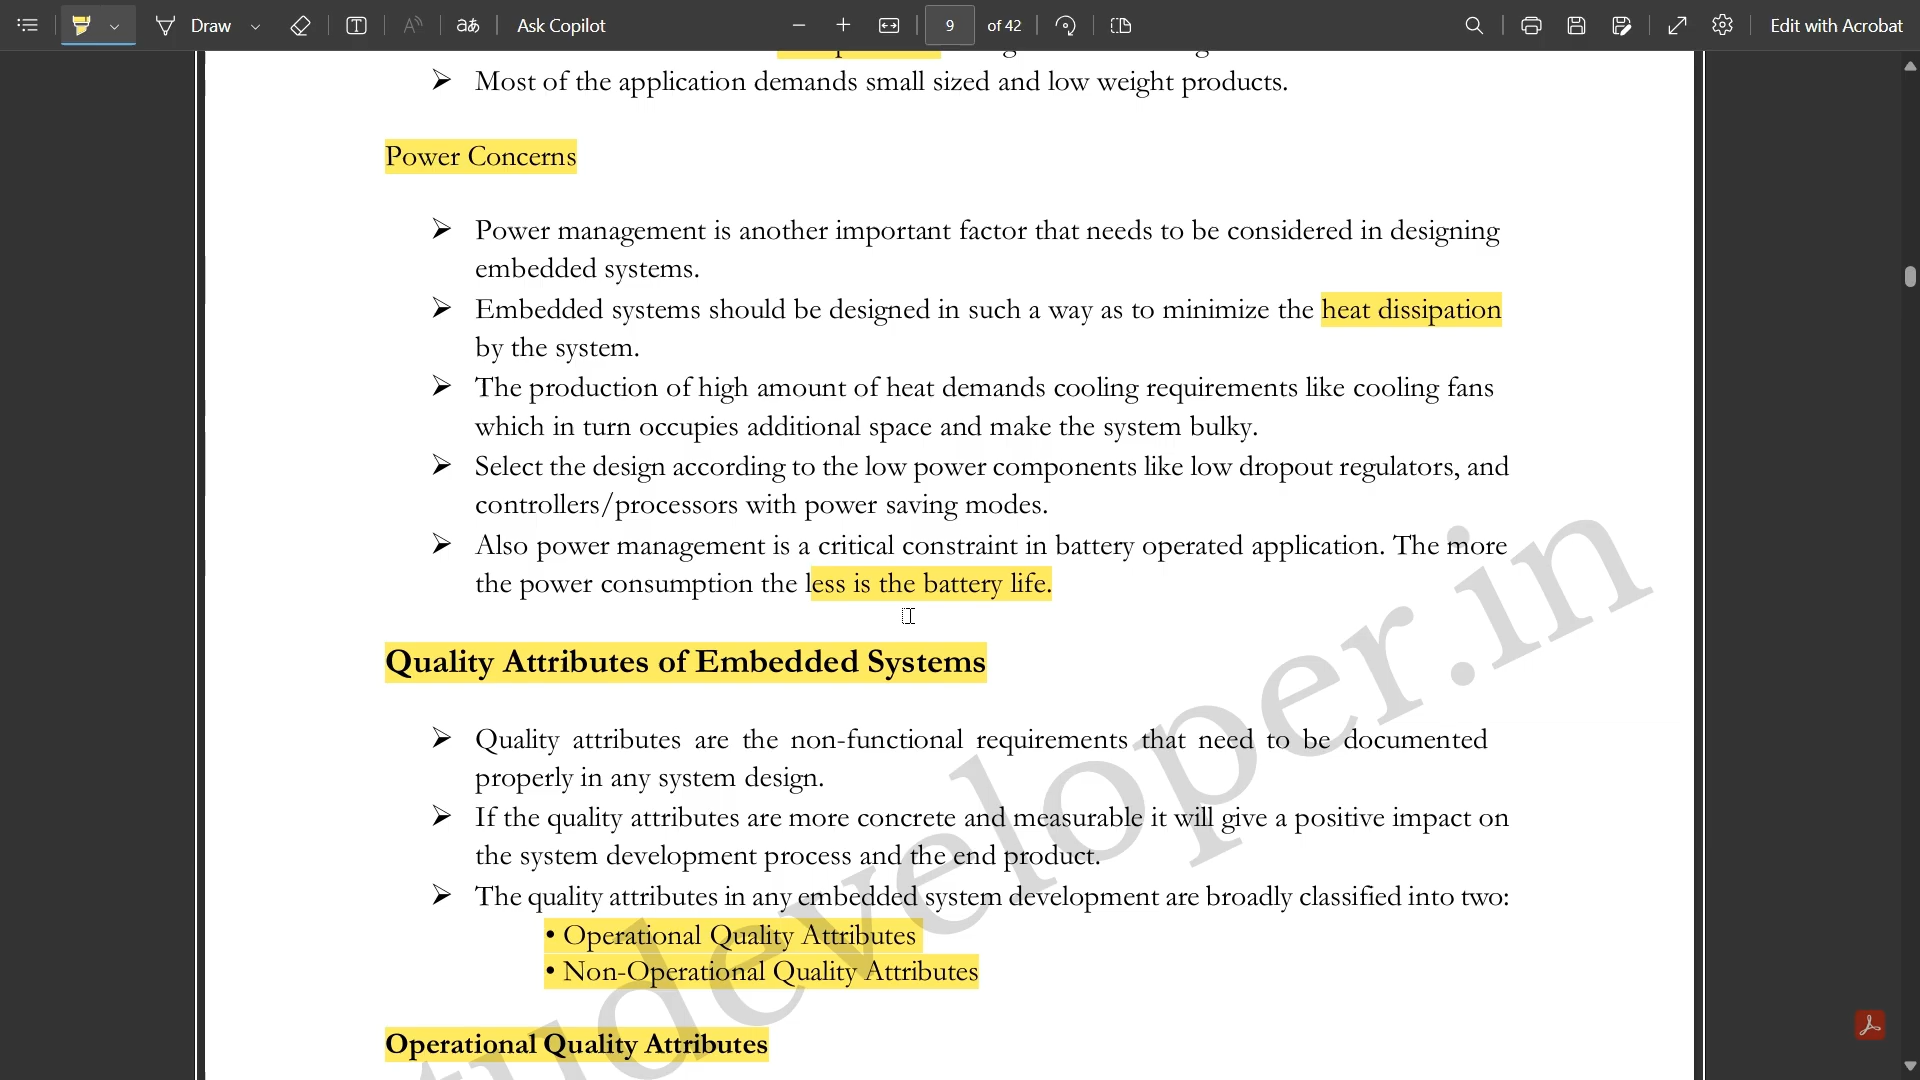 Draw
aあ
Ask Copilot
9
of 42
Edit with Acrobat
➢ Most of the application demands small sized and low weight products.
Power Concerns
➢ Power management is another important factor that needs to be considered in designing
embedded systems.
➢ Embedded systems should be designed in such a way as to minimize the heat dissipation
by the system.
➢ The production of high amount of heat demands cooling requirements like cooling fans
which in turn occupies additional space and make the system bulky.
➢ Select the design according to the low power components like low dropout regulators, and
controllers/processors with power saving modes.
➢ Also power management is a critical constraint in battery operated application. The more
the power consumption the less is the battery life.
Quality Attributes of Embedded Systems
➢ Quality attributes are the non-functional requirements that need to be documented
properly in any system design.
➢ If the quality attributes are more concrete and measurable it will give a positive impact on
the system development process and the end product.
➢ The quality attributes in any embedded system development are broadly classified into two:
• Operational Quality Attributes
• Non-Operational Quality Attributes
Operational Quality Attributes
tudeveloper.in